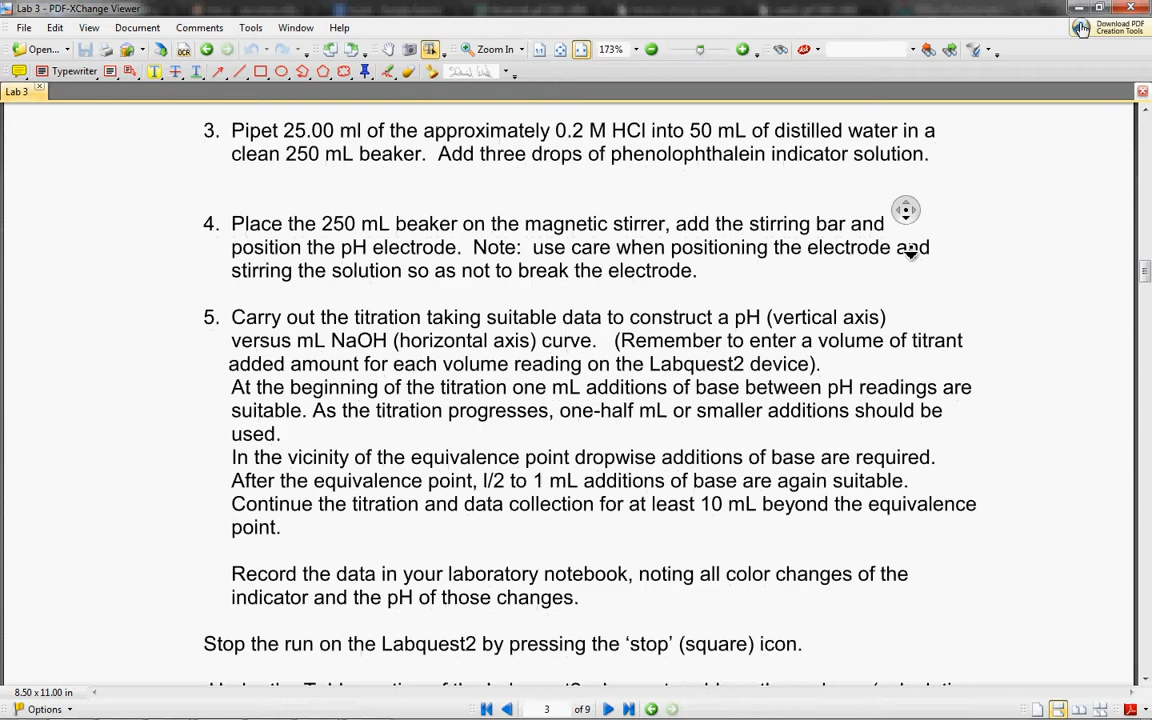 Lab 3 - PDF-XChange Viewer
File Edit View Document Comments Tools Window Help
Download PDF
Creation Tools
Open... OCR Zoom In 173%
Typewriter
Lab 3
3. Pipet 25.00 ml of the approximately 0.2 M HCl into 50 mL of distilled water in a
clean 250 mL beaker. Add three drops of phenolophthalein indicator solution.
4. Place the 250 mL beaker on the magnetic stirrer, add the stirring bar and
position the pH electrode. Note: use care when positioning the electrode and
stirring the solution so as not to break the electrode.
5. Carry out the titration taking suitable data to construct a pH (vertical axis)
versus mL NaOH (horizontal axis) curve. (Remember to enter a volume of titrant
added amount for each volume reading on the Labquest2 device).
At the beginning of the titration one mL additions of base between pH readings are
suitable. As the titration progresses, one-half mL or smaller additions should be
used.
In the vicinity of the equivalence point dropwise additions of base are required.
After the equivalence point, l/2 to 1 mL additions of base are again suitable.
Continue the titration and data collection for at least 10 mL beyond the equivalence
point.
Record the data in your laboratory notebook, noting all color changes of the
indicator and the pH of those changes.
Stop the run on the Labquest2 by pressing the ‘stop’ (square) icon.
8.50 x 11.00 in
Options 3 of 9